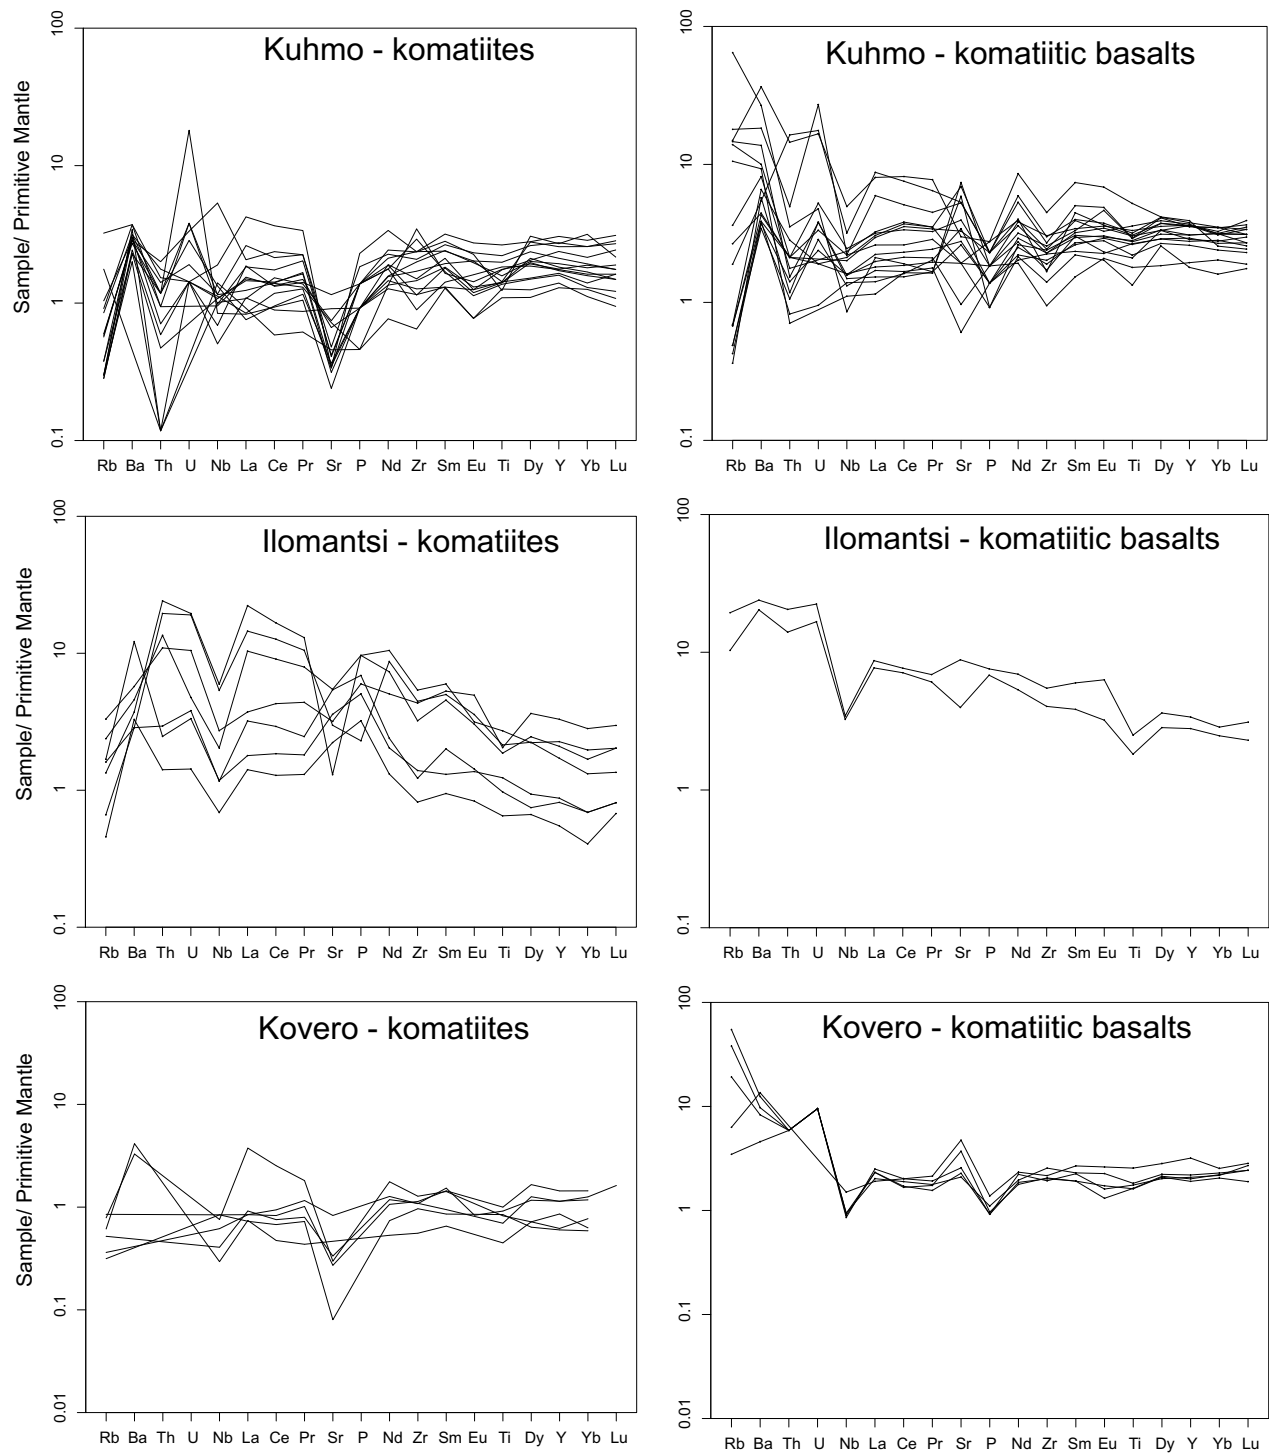 Kuhmo - komatiites
Sample/ Primitive Mantle
100
10
1
0.1
Rb Ba Th U Nb La Ce Pr Sr P Nd Zr Sm Eu Ti Dy Y Yb Lu
Kuhmo - komatiitic basalts
100
10
1
0.1
Rb Ba Th U Nb La Ce Pr Sr P Nd Zr Sm Eu Ti Dy Y Yb Lu
Ilomantsi - komatiites
Sample/ Primitive Mantle
100
10
1
0.1
Rb Ba Th U Nb La Ce Pr Sr P Nd Zr Sm Eu Ti Dy Y Yb Lu
Ilomantsi - komatiitic basalts
100
10
1
0.1
Rb Ba Th U Nb La Ce Pr Sr P Nd Zr Sm Eu Ti Dy Y Yb Lu
Kovero - komatiites
Sample/ Primitive Mantle
100
10
1
0.1
0.01
Rb Ba Th U Nb La Ce Pr Sr P Nd Zr Sm Eu Ti Dy Y Yb Lu
Kovero - komatiitic basalts
100
10
1
0.1
0.01
Rb Ba Th U Nb La Ce Pr Sr P Nd Zr Sm Eu Ti Dy Y Yb Lu